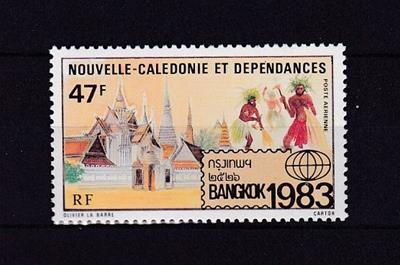 NOUVELLE-CALEDONIE ET DEPENDANCES
47F
POSTE AERIENNE
กรุงเทพฯ
๒๕๒๖
BANGKOK 1983
RF
OLIVIER LA BARRE
CARTOR